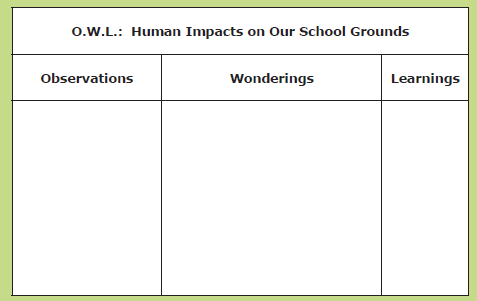 O.W.L.: Human Impacts on Our School Grounds
Observations
Wonderings
Learnings